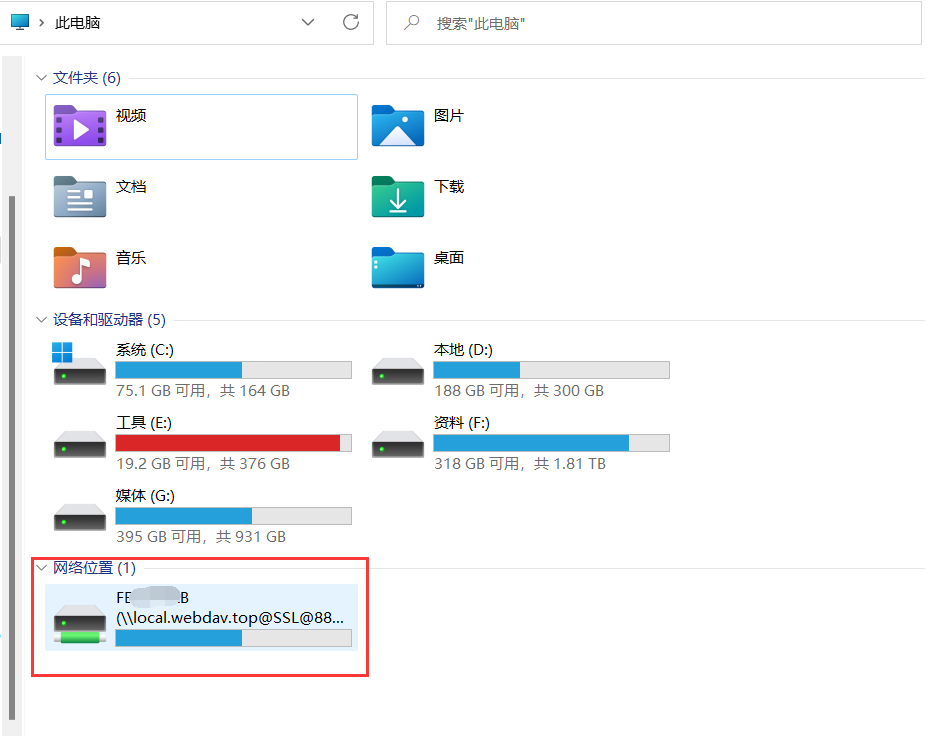 此电脑
搜索"此电脑"
文件夹 (6)
视频
图片
文档
下载
音乐
桌面
设备和驱动器 (5)
系统 (C:)
75.1 GB 可用，共 164 GB
本地 (D:)
188 GB 可用，共 300 GB
工具 (E:)
19.2 GB 可用，共 376 GB
资料 (F:)
318 GB 可用，共 1.81 TB
媒体 (G:)
395 GB 可用，共 931 GB
网络位置 (1)
(\\local.webdav.top@SSL@88...